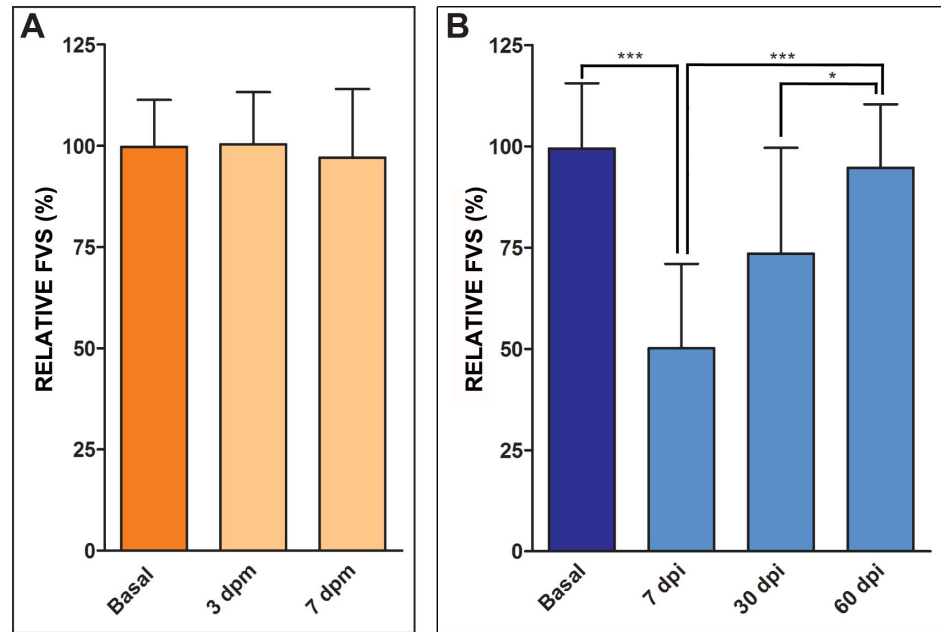 A
RELATIVE FVS (%)
125
100
75
50
25
0
Basal
3 dpm
7 dpm
B
RELATIVE FVS (%)
125
100
75
50
25
0
***
***
*
Basal
7 dpi
30 dpi
60 dpi